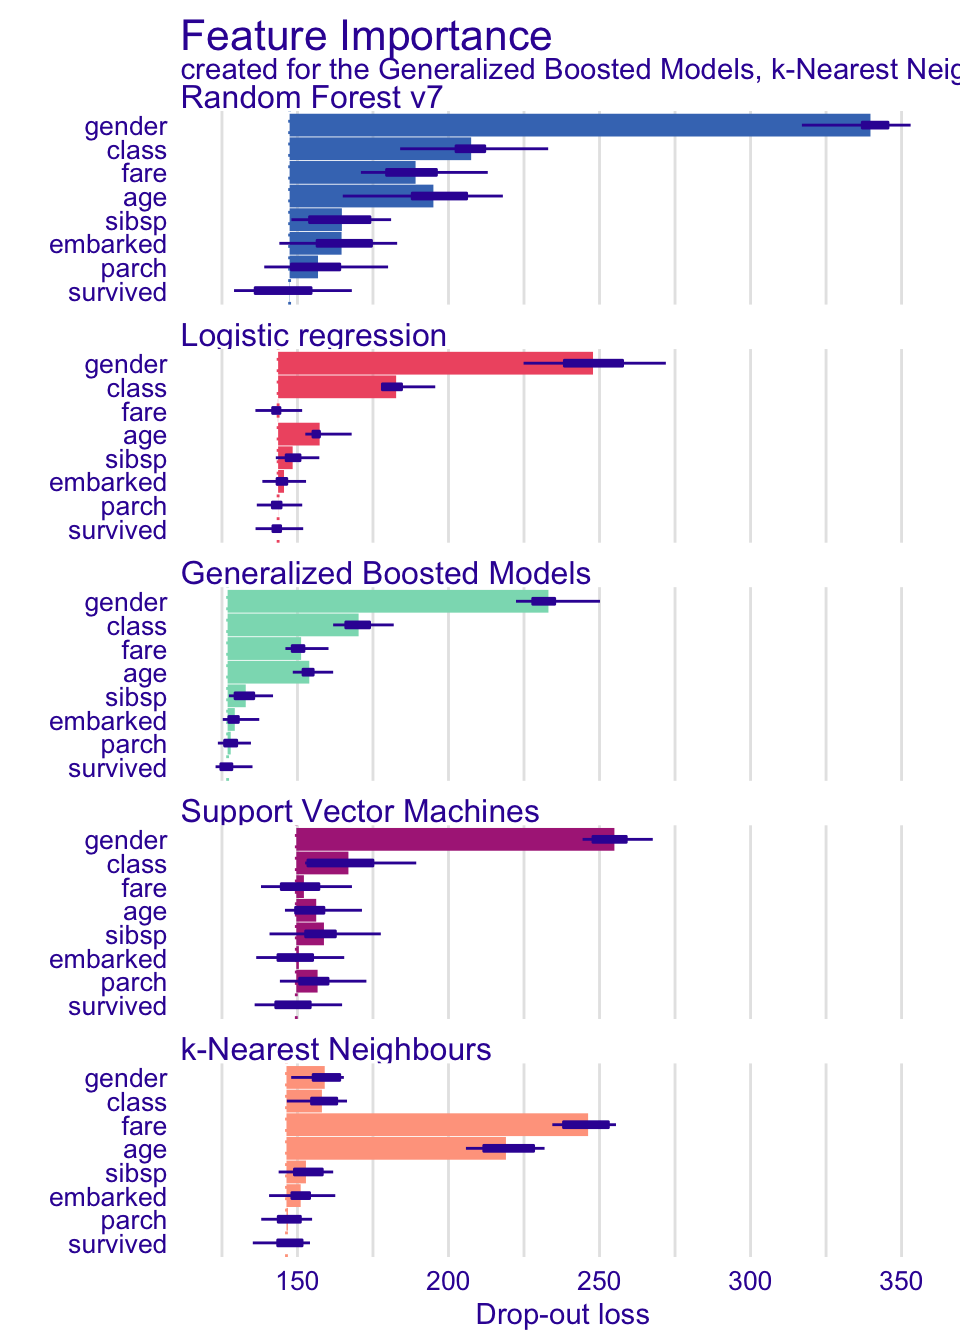 Feature Importance
created for the Generalized Boosted Models, k-Nearest Neig
Random Forest v7
gender
class
fare
age
sibsp
embarked
parch
survived
Logistic regression
gender
class
fare
age
sibsp
embarked
parch
survived
Generalized Boosted Models
gender
class
fare
age
sibsp
embarked
parch
survived
Support Vector Machines
gender
class
fare
age
sibsp
embarked
parch
survived
k-Nearest Neighbours
gender
class
fare
age
sibsp
embarked
parch
survived
150 200 250 300 350
Drop-out loss